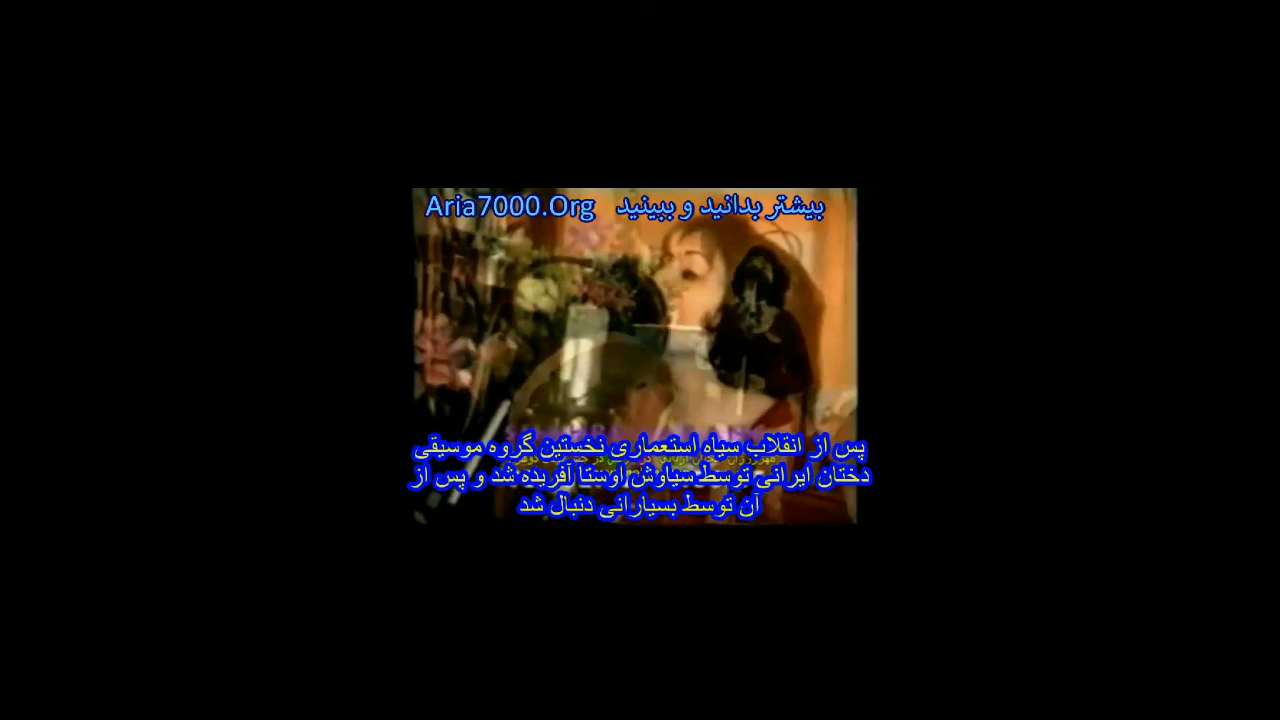 بیشتر بدانید و ببینید Aria7000.Org
پس از انقلاب سیاه استعماری نخستین گروه موسیقی
دختان ایرانی توسط سیاوش اوستا آفریده شد و پس از
آن توسط بسیارانی دنبال شد